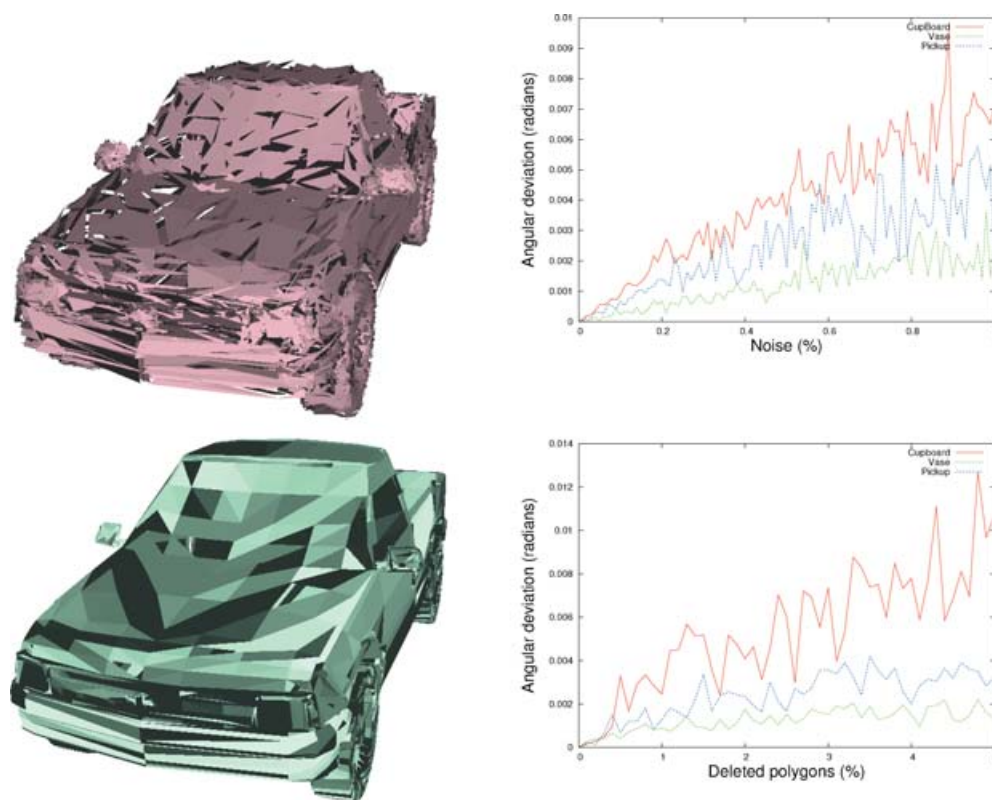 0.01
CupBoard
Vase
Pickup
0.009
0.008
0.007
0.006
0.005
0.004
0.003
0.002
0.001
0
0.2
0.4
0.6
0.8
Angular deviation (radians)
Noise (%)
0.014
Cupboard
Vase
Pickup
0.012
0.01
0.008
0.006
0.004
0.002
0
0
1
2
3
4
Angular deviation (radians)
Deleted polygons (%)